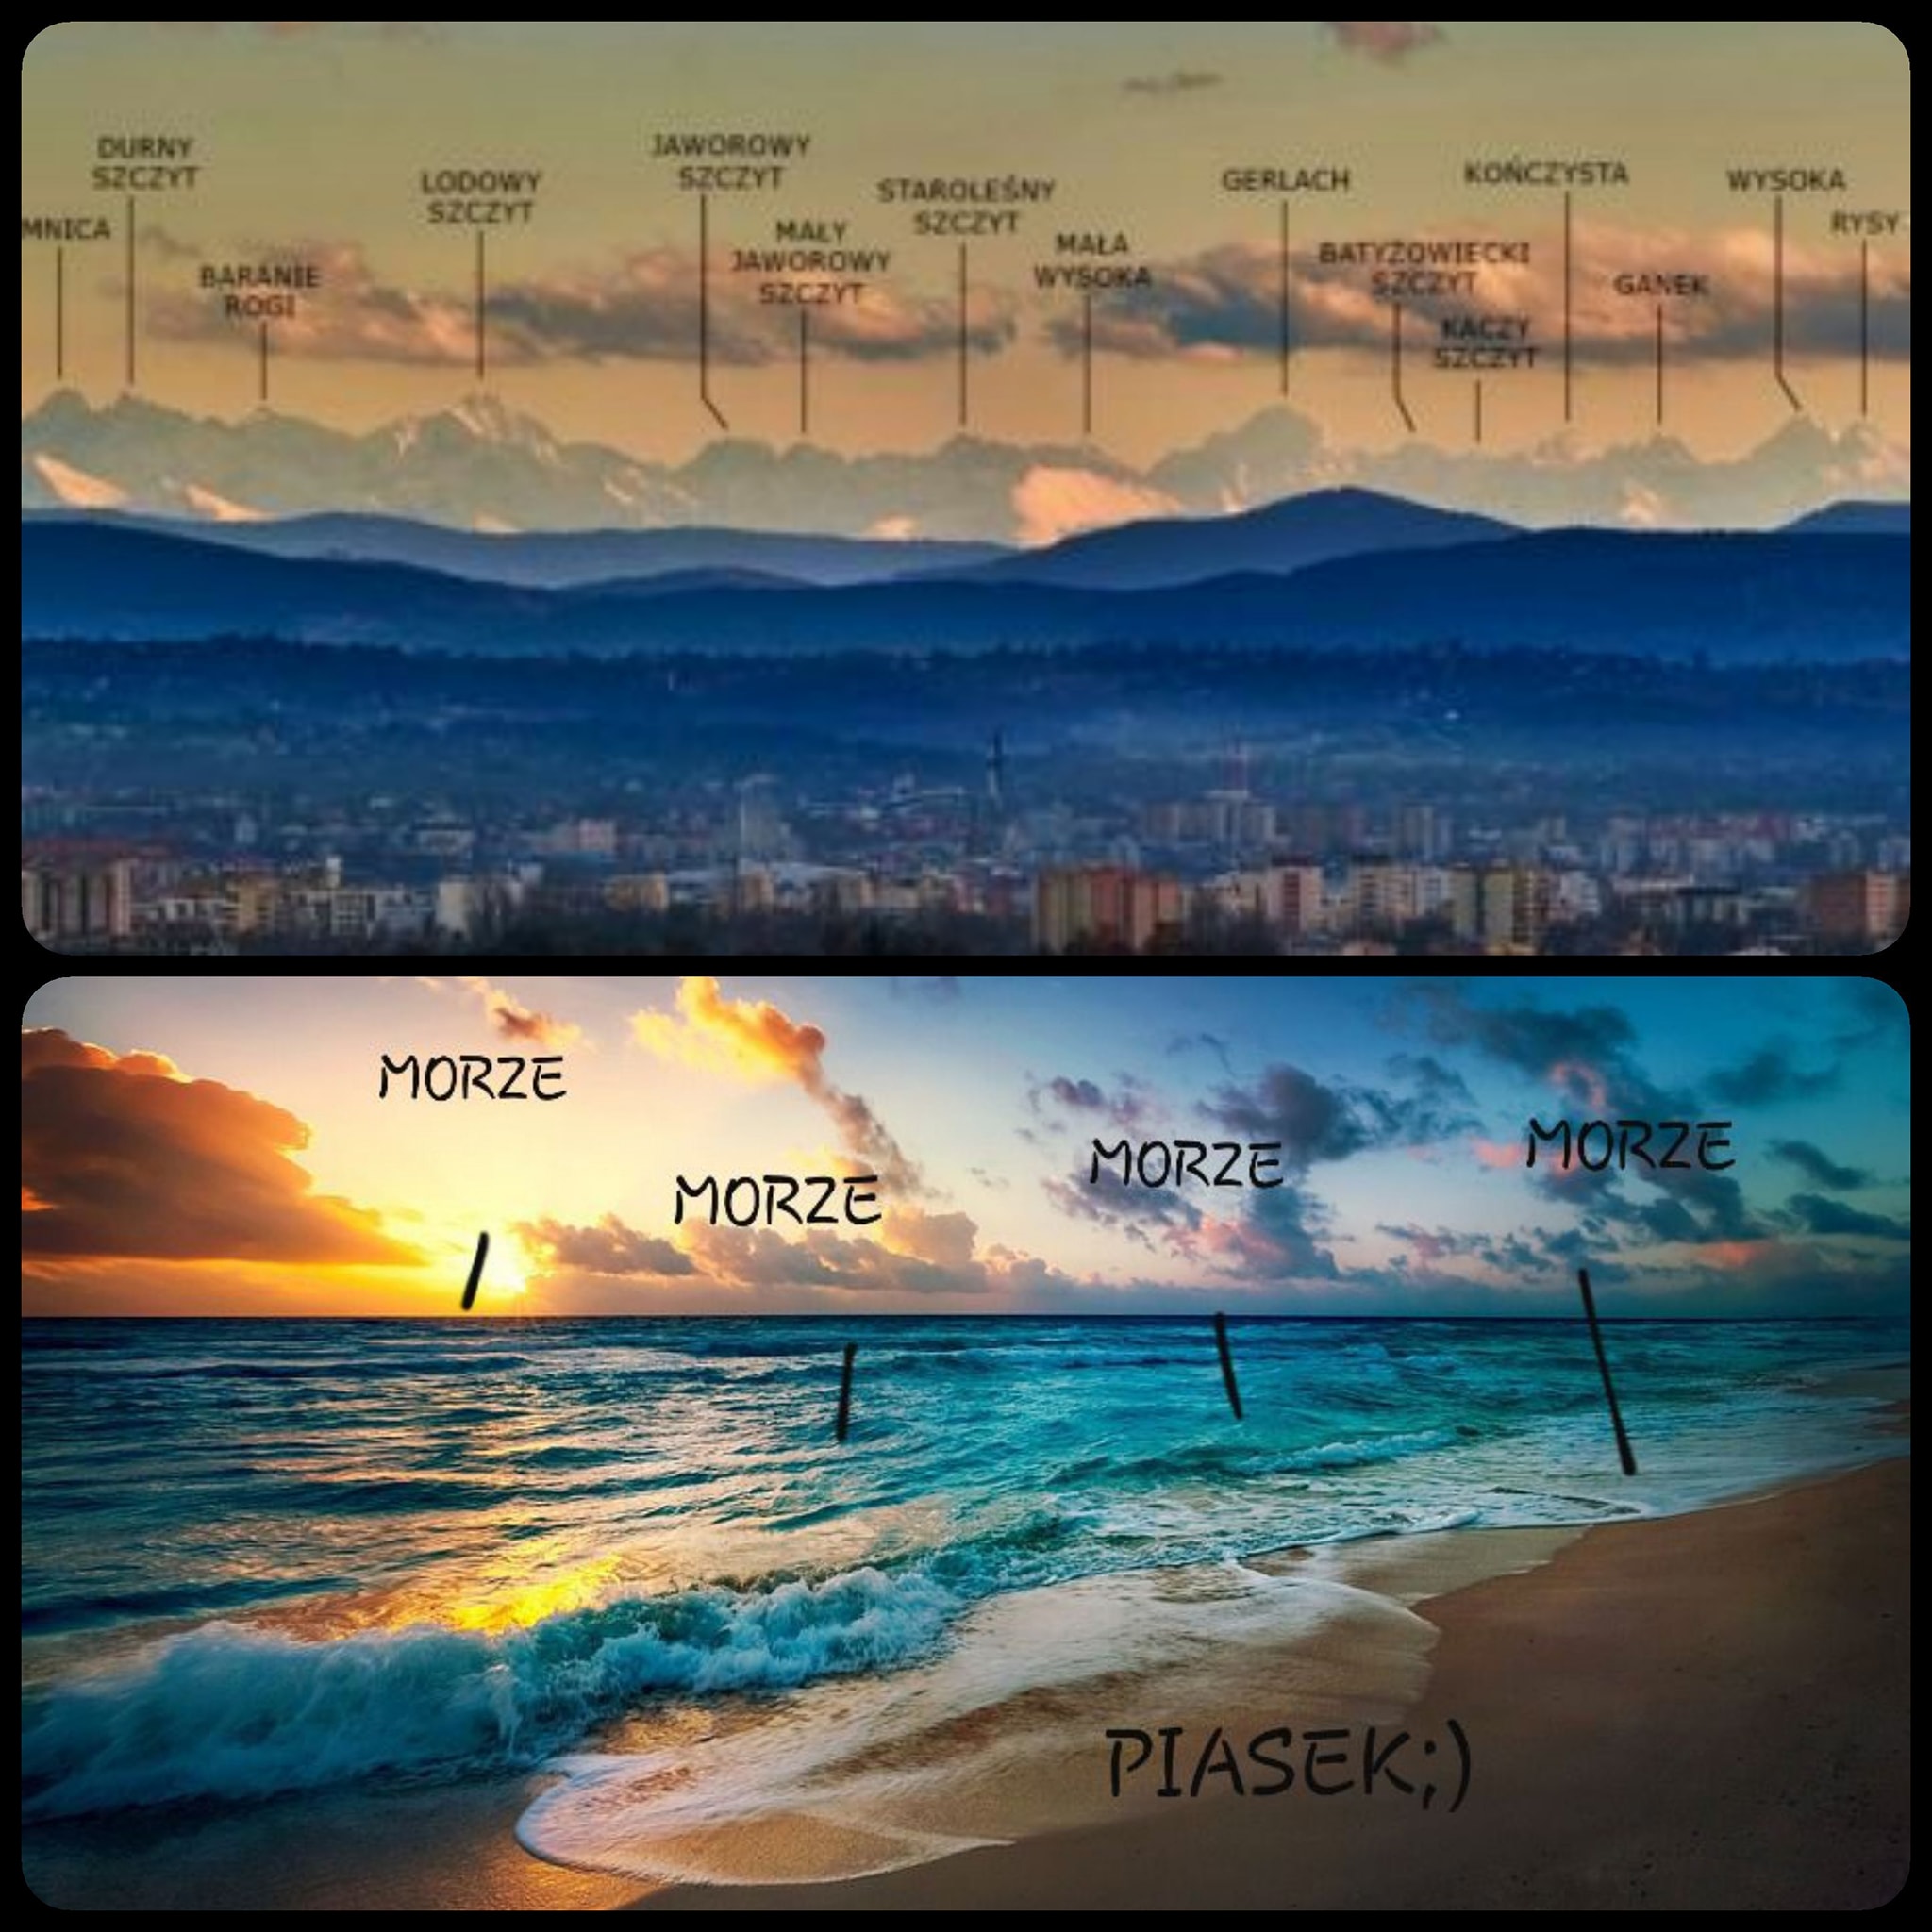 DURNY
SZCZYT
MNICA
BARANIE
ROGI
LODOWY
SZCZYT
JAWOROWY
SZCZYT
MAŁY
JAWOROWY
SZCZYT
STAROLEŚNY
SZCZYT
MAŁA
WYSOKA
GERLACH
BATYŻOWIECKI
SZCZYT
KACZY
SZCZYT
KOŃCZYSTA
GANEK
WYSOKA
RYSY
MORZE
MORZE
MORZE
MORZE
PIASEK;)